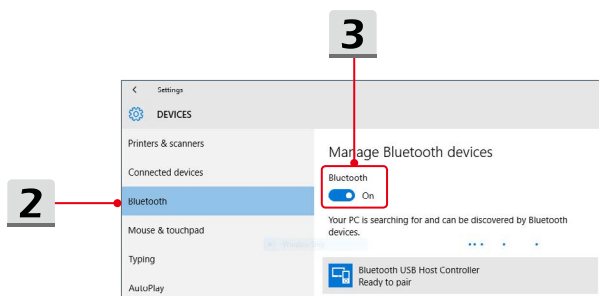 3
Settings
DEVICES
Printers & scanners
Connected devices
2
Bluetooth
Mouse & touchpad
Typing
AutoPlay
Manage Bluetooth devices
Bluetooth
On
Your PC is searching for and can be discovered by Bluetooth
devices.
Bluetooth USB Host Controller
Ready to pair